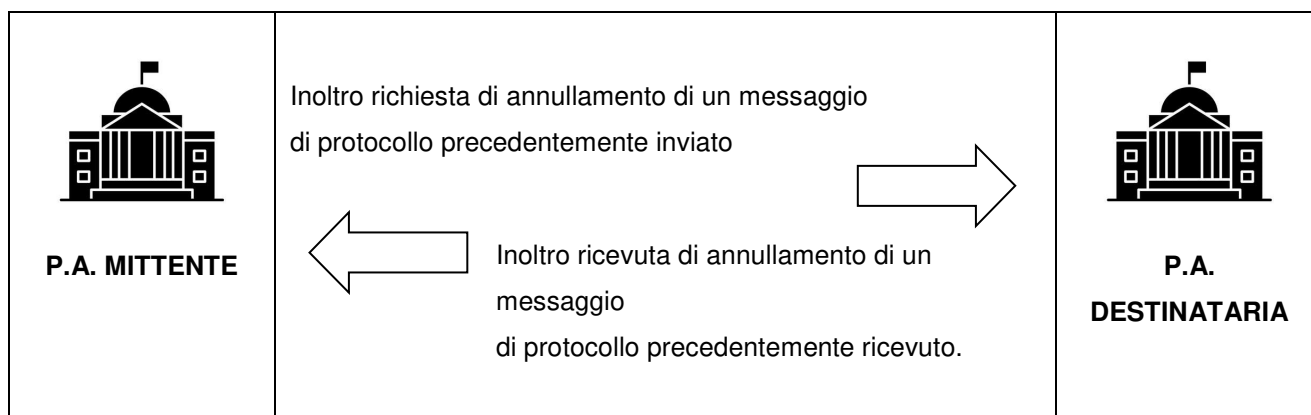 Inoltro richiesta di annullamento di un messaggio
di protocollo precedentemente inviato
P.A. MITTENTE
Inoltro ricevuta di annullamento di un
messaggio
di protocollo precedentemente ricevuto.
P.A.
DESTINATARIA